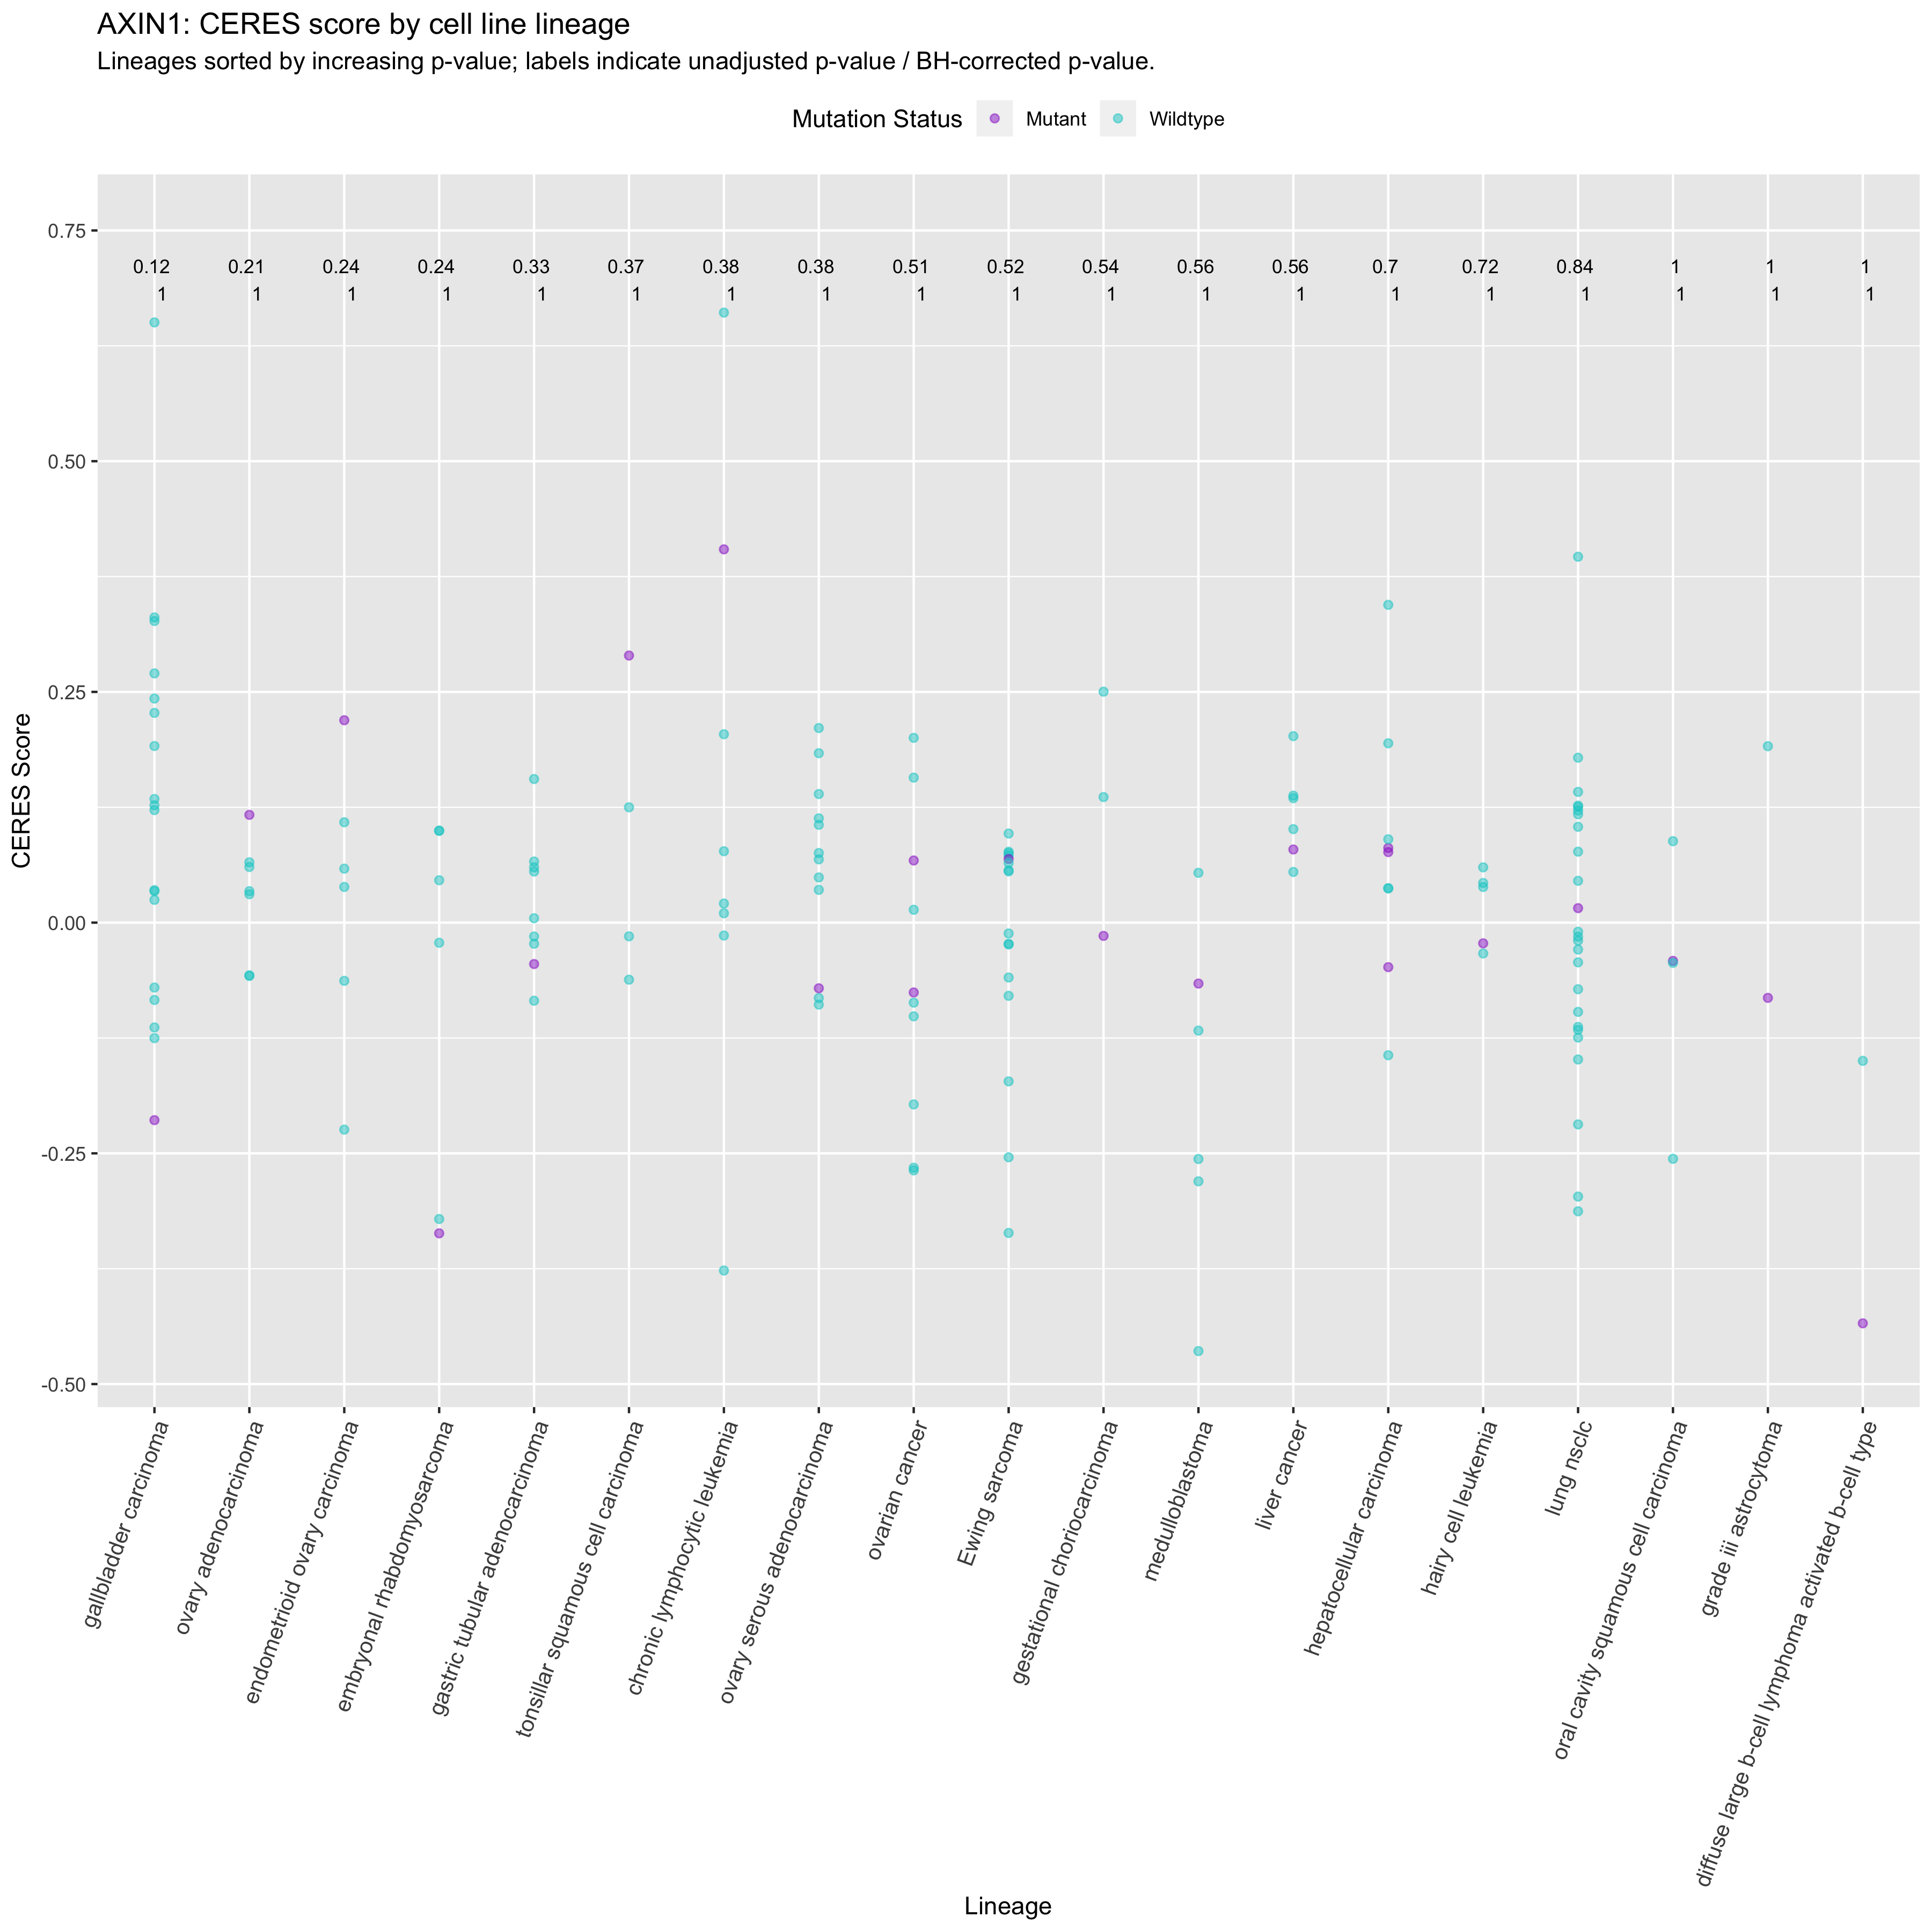 AXIN1: CERES score by cell line lineage
Lineages sorted by increasing p-value; labels indicate unadjusted p-value / BH-corrected p-value.
Mutation Status Mutant Wildtype
0.75
0.12 0.21 0.24 0.24 0.33 0.37 0.38 0.38 0.51 0.52 0.54 0.56 0.56 0.7 0.72 0.84 1 1 1
1 1 1 1 1 1 1 1 1 1 1 1 1 1 1 1 1 1 1
0.50
0.25
0.00
-0.25
-0.50
CERES Score
gallbladder carcinoma
ovary adenocarcinoma
endometrioid ovary carcinoma
embryonal rhabdomyosarcoma
gastric tubular adenocarcinoma
tonsillar squamous cell carcinoma
chronic lymphocytic leukemia
ovary serous adenocarcinoma
ovarian cancer
Ewing sarcoma
gestational choriocarcinoma
medulloblastoma
liver cancer
hepatocellular carcinoma
hairy cell leukemia
lung nsclc
oral cavity squamous cell carcinoma
grade iii astrocytoma
diffuse large b-cell lymphoma activated b-cell type
Lineage